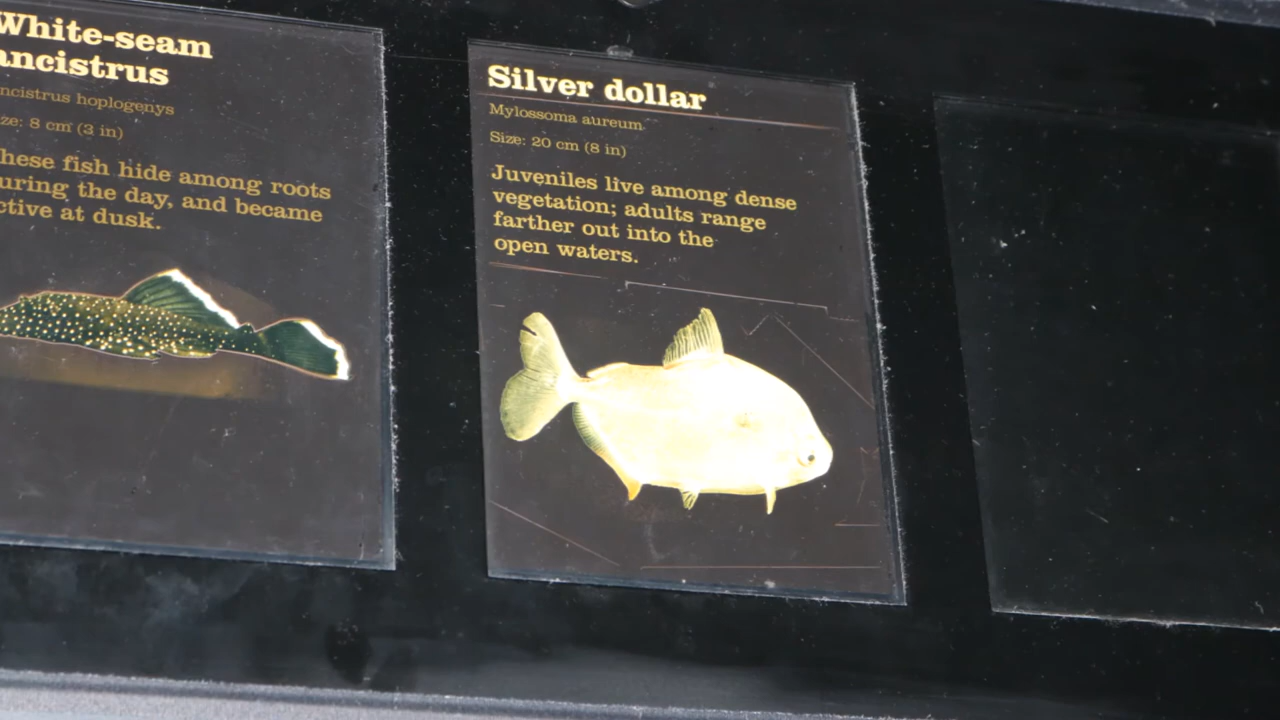 White-seam
ancistrus
ncistrus hoplogenys
ze: 8 cm (3 in)
hese fish hide among roots
uring the day, and became
ctive at dusk.
Silver dollar
Mylossoma aureum
Size: 20 cm (8 in)
Juveniles live among dense
vegetation; adults range
farther out into the
open waters.